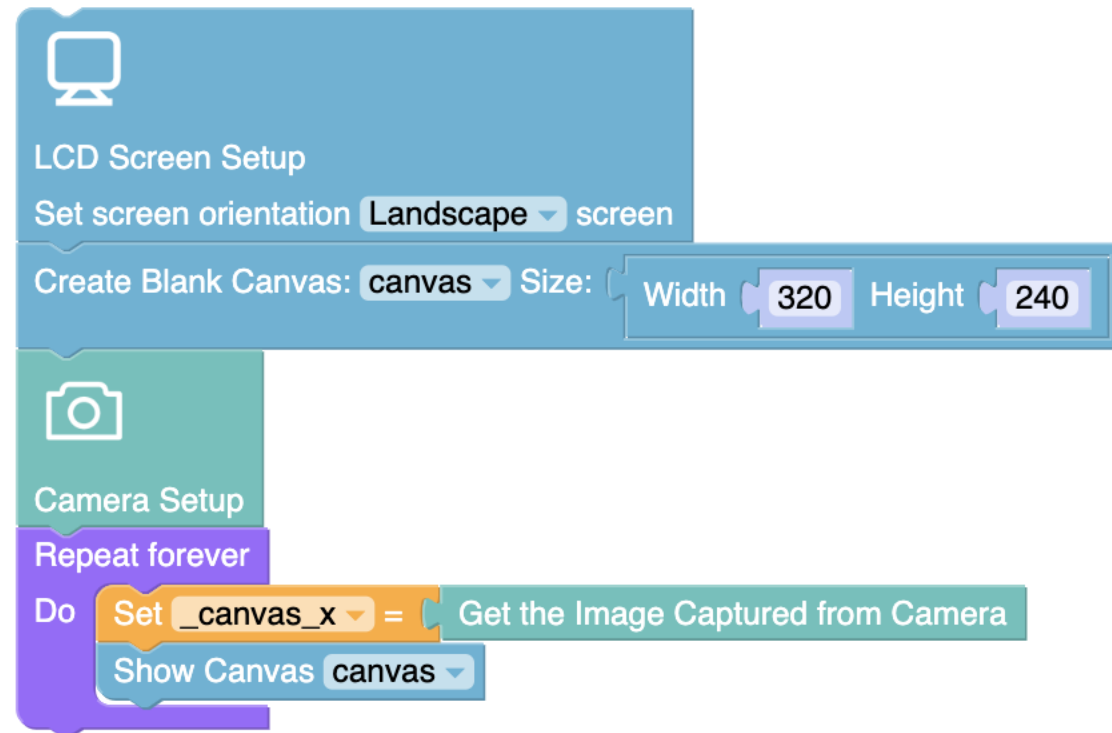 LCD Screen Setup
Set screen orientation Landscape screen
Create Blank Canvas: canvas Size: Width 320 Height 240
Camera Setup
Repeat forever
Do Set _canvas_x = Get the Image Captured from Camera
Show Canvas canvas